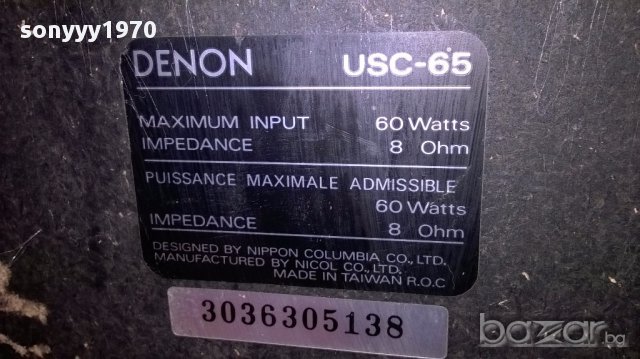 sonyyy1970
DENON USC-65
MAXIMUM INPUT 60 Watts
IMPEDANCE 8 Ohm
PUISSANCE MAXIMALE ADMISSIBLE
60 Watts
IMPEDANCE 8 Ohm
DESIGNED BY NIPPON COLUMBIA CO., LTD.
MANUFACTURED BY NICOL CO., LTD.
MADE IN TAIWAN R.O.C
3036305138
bazar.bg